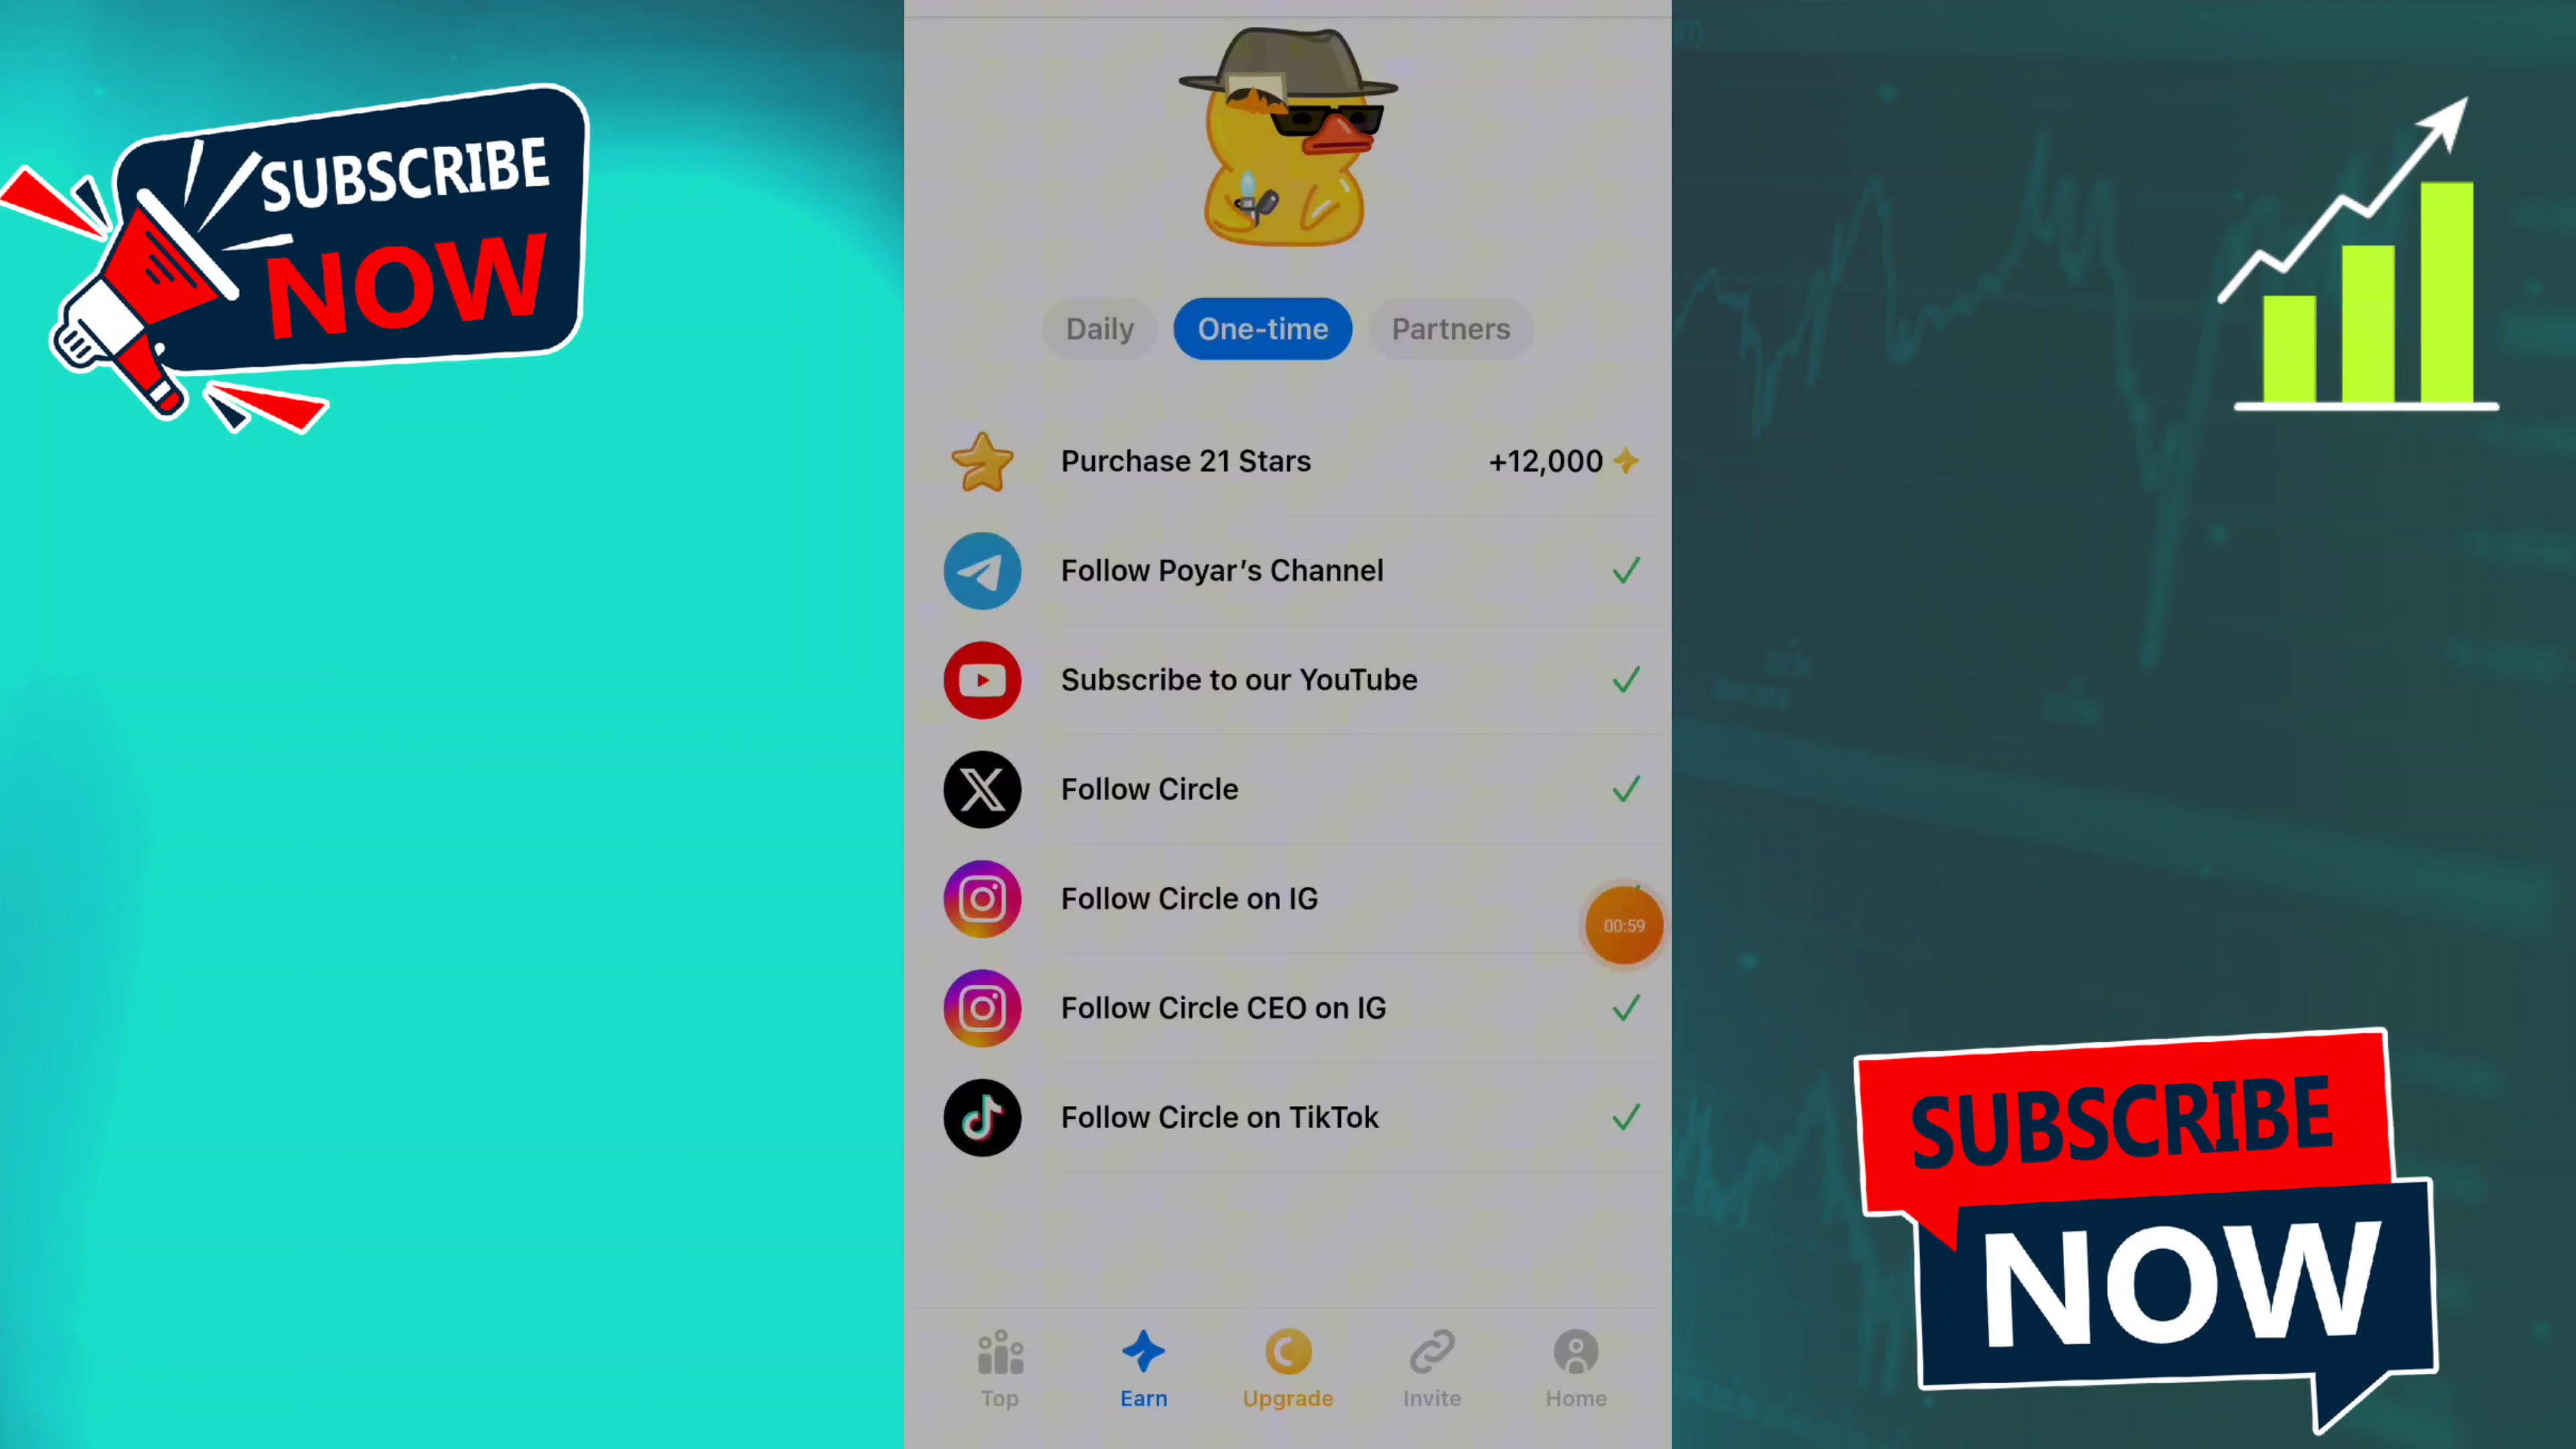 SUBSCRIBE
NOW
Daily
One-time
Partners
Purchase 21 Stars +12,000
Follow Poyar’s Channel
Subscribe to our YouTube
Follow Circle
Follow Circle on IG
00:59
Follow Circle CEO on IG
Follow Circle on TikTok
Top
Earn
Upgrade
Invite
Home
SUBSCRIBE
NOW